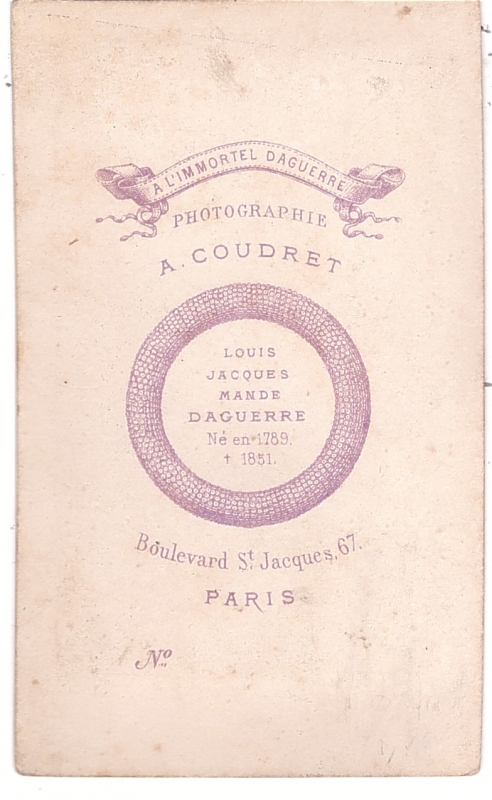 A L'IMMORTEL DAGUERRE
PHOTOGRAPHIE
A. COUDRET
LOUIS
JACQUES
MANDE
DAGUERRE
Né en 1789.
† 1851.
Boulevard St. Jacques, 67.
PARIS
No